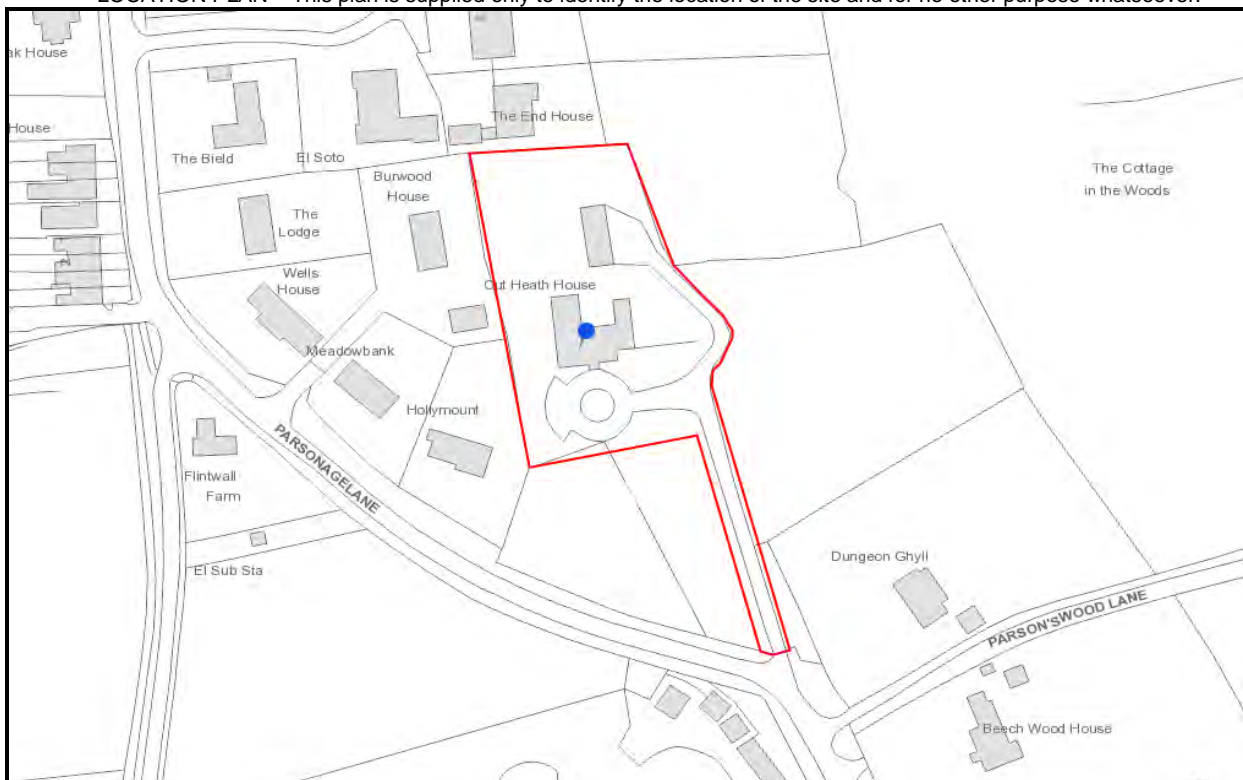 LOCATION PLAN - This plan is supplied only to identify the location of the site and for no other purpose whatsoever.
ak House
The End House
House
The Bield
El Soto
Burwood
House
The Cottage
in the Woods
The
Lodge
Wells
House
Out Heath House
Meadowbank
Hollymount
PARSONAGELANE
Flintwall
Farm
El Sub Sta
Dungeon Ghyll
PARSON'SWOOD LANE
Beech Wood House